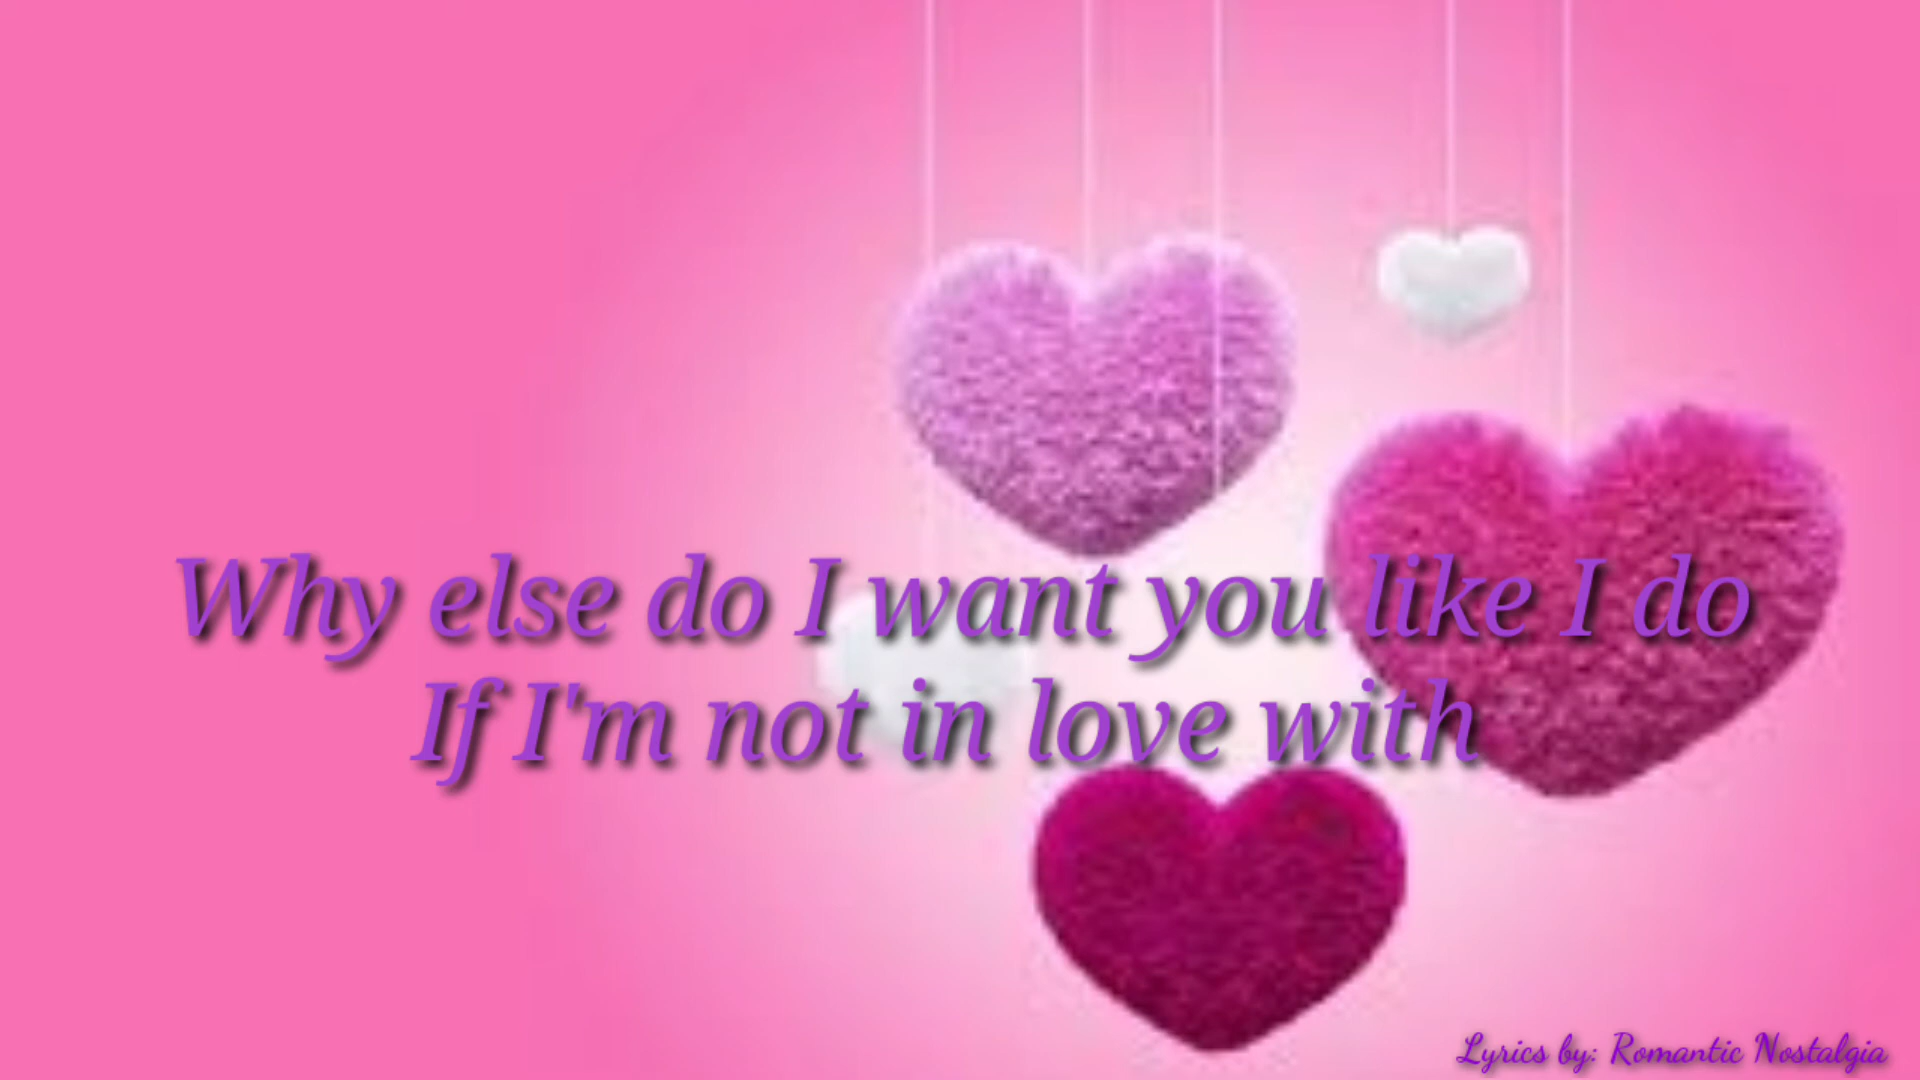 Why else do I want you like I do
If I'm not in love with
Lyrics by: Romantic Nostalgia